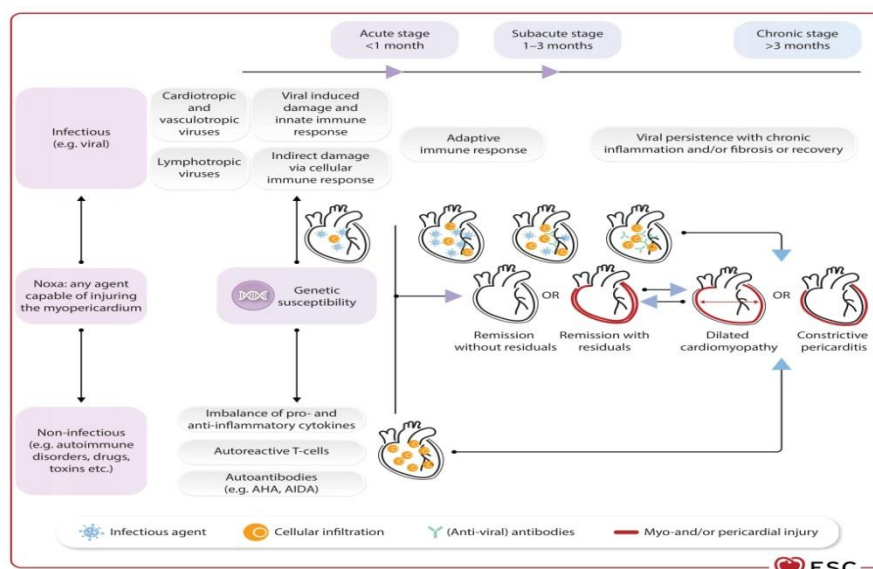 Acute stage
<1 month
Subacute stage
1–3 months
Chronic stage
>3 months
Infectious
(e.g. viral)
Cardiotropic
and
vasculotropic
viruses
Viral induced
damage and
innate immune
response
Lymphotropic
viruses
Indirect damage
via cellular
immune response
Adaptive
immune response
Viral persistence with chronic
inflammation and/or fibrosis or recovery
Noxa: any agent
capable of injuring
the myopericardium
Genetic
susceptibility
OR
OR
Remission
without residuals
Remission with
residuals
Dilated
cardiomyopathy
Constrictive
pericarditis
Non-infectious
(e.g. autoimmune
disorders, drugs,
toxins etc.)
Imbalance of pro- and
anti-inflammatory cytokines
Autoreactive T-cells
Autoantibodies
(e.g. AHA, AIDA)
Infectious agent
Cellular infiltration
(Anti-viral) antibodies
Myo-and/or pericardial injury
ESC